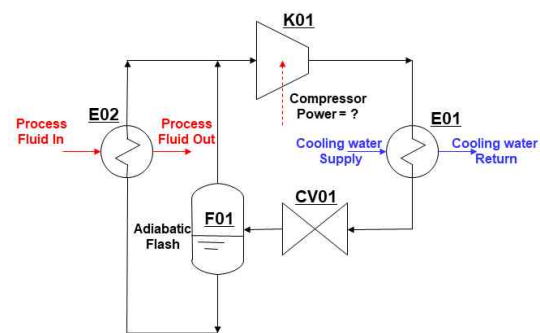 K01
Compressor
Power = ?
E02
E01
Process
Fluid In
Process
Fluid Out
Cooling water
Supply
Cooling water
Return
CV01
F01
Adiabatic
Flash